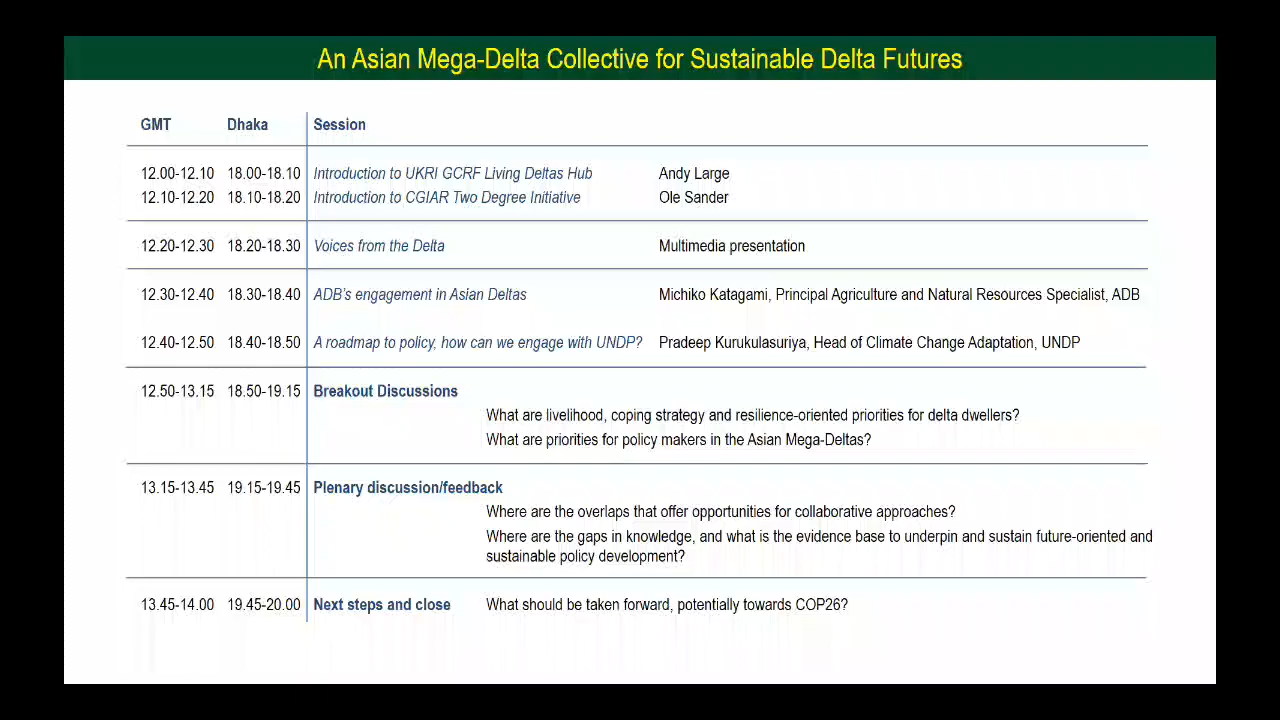 An Asian Mega-Delta Collective for Sustainable Delta Futures
GMT Dhaka Session
12.00-12.10 18.00-18.10 Introduction to UKRI GCRF Living Deltas Hub Andy Large
12.10-12.20 18.10-18.20 Introduction to CGIAR Two Degree Initiative Ole Sander
12.20-12.30 18.20-18.30 Voices from the Delta Multimedia presentation
12.30-12.40 18.30-18.40 ADB's engagement in Asian Deltas Michiko Katagami, Principal Agriculture and Natural Resources Specialist, ADB
12.40-12.50 18.40-18.50 A roadmap to policy, how can we engage with UNDP? Pradeep Kurukulasuriya, Head of Climate Change Adaptation, UNDP
12.50-13.15 18.50-19.15 Breakout Discussions
What are livelihood, coping strategy and resilience-oriented priorities for delta dwellers?
What are priorities for policy makers in the Asian Mega-Deltas?
13.15-13.45 19.15-19.45 Plenary discussion/feedback
Where are the overlaps that offer opportunities for collaborative approaches?
Where are the gaps in knowledge, and what is the evidence base to underpin and sustain future-oriented and
sustainable policy development?
13.45-14.00 19.45-20.00 Next steps and close What should be taken forward, potentially towards COP26?